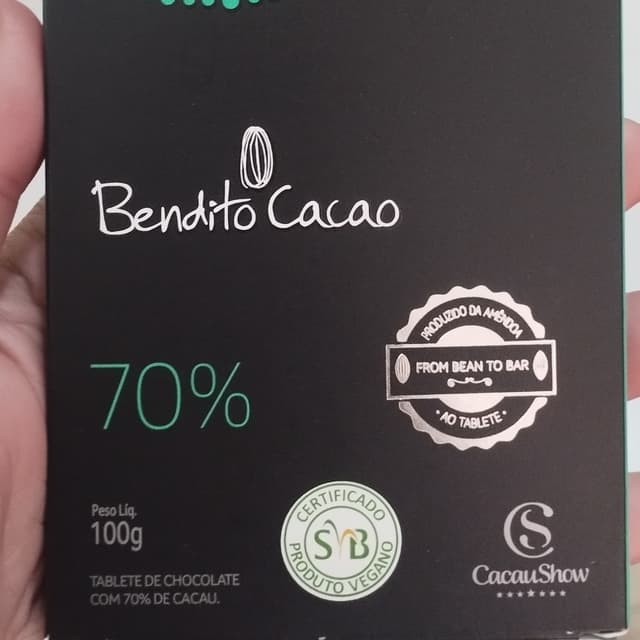 Bendito Cacao
PRODUZIDO DA AMÊNDOA
FROM BEAN TO BAR
• AO TABLETE •
70%
Peso Líq.
100g
TABLETE DE CHOCOLATE
COM 70% DE CACAU.
CERTIFICADO
SVB
PRODUTO VEGANO
CS
CacauShow